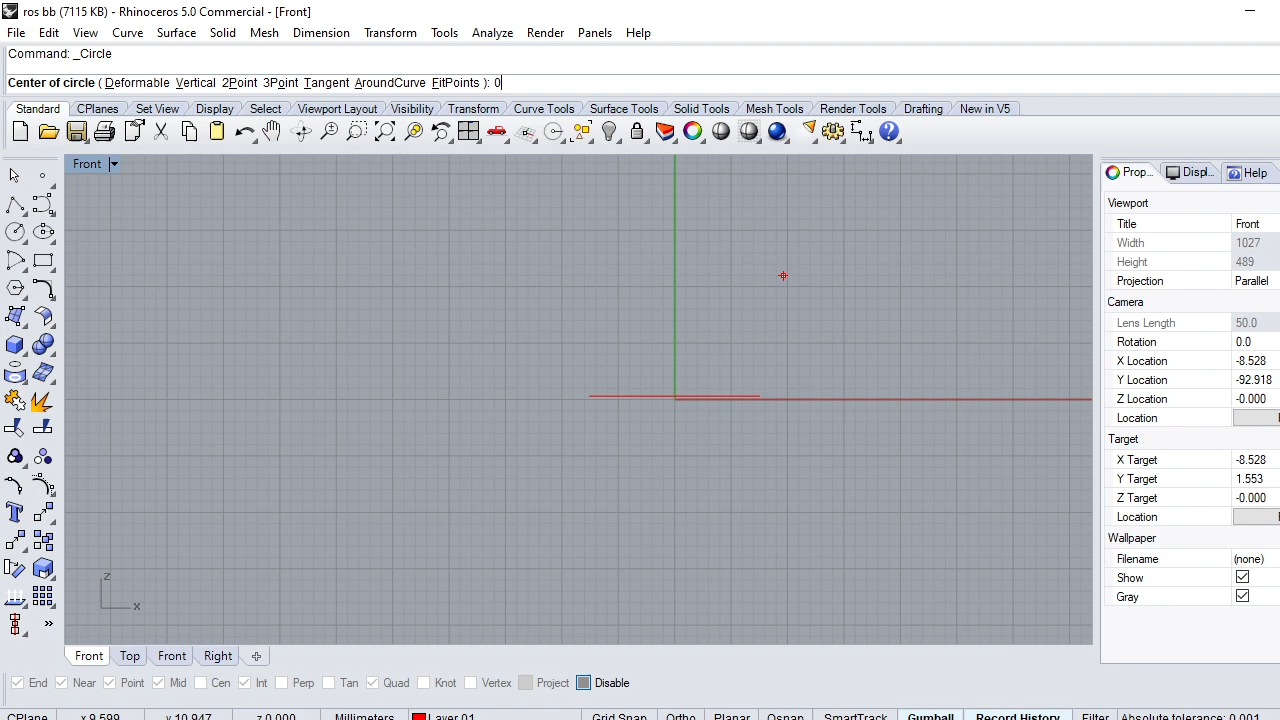 ros bb (7115 KB) - Rhinoceros 5.0 Commercial - [Front]
File Edit View Curve Surface Solid Mesh Dimension Transform Tools Analyze Render Panels Help
Command: _Circle
Center of circle ( Deformable Vertical 2Point 3Point Tangent AroundCurve FitPoints ): 0
Standard CPlanes Set View Display Select Viewport Layout Visibility Transform Curve Tools Surface Tools Solid Tools Mesh Tools Render Tools Drafting New in V5
Front
Prop... Displ... Help
Viewport
Title Front
Width 1027
Height 489
Projection Parallel
Camera
Lens Length 50.0
Rotation 0.0
X Location -8.528
Y Location -92.918
Z Location -0.000
Location
Target
X Target -8.528
Y Target 1.553
Z Target -0.000
Location
Wallpaper
Filename (none)
Show
Gray
z
x
Front Top Front Right
End Near Point Mid Cen Int Perp Tan Quad Knot Vertex Project Disable
CPlane x 9.599 y 10.947 z 0.000 Millimeters Layer 01 Grid Snap Ortho Planar Osnap SmartTrack Gumball Record History Filter Absolute tolerance: 0.001